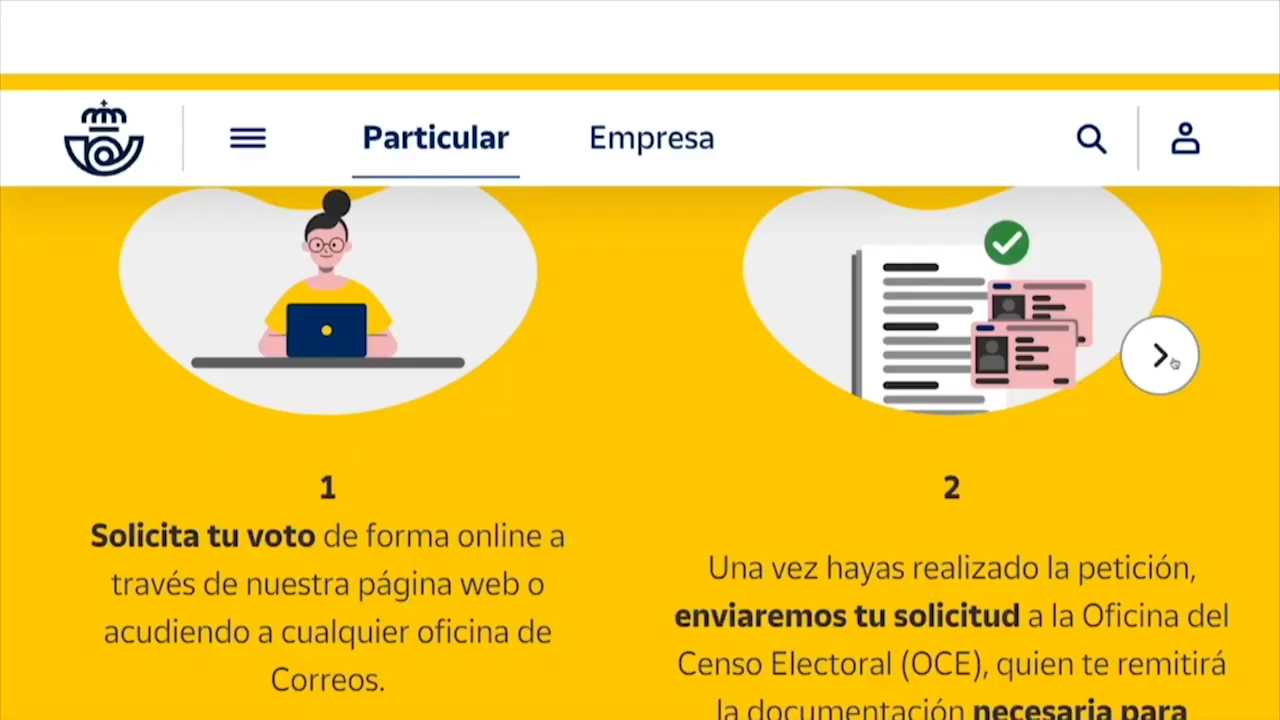 Particular
Empresa
1
Solicita tu voto de forma online a
través de nuestra página web o
acudiendo a cualquier oficina de
Correos.
2
Una vez hayas realizado la petición,
enviaremos tu solicitud a la Oficina del
Censo Electoral (OCE), quien te remitirá
la documentación necesaria para